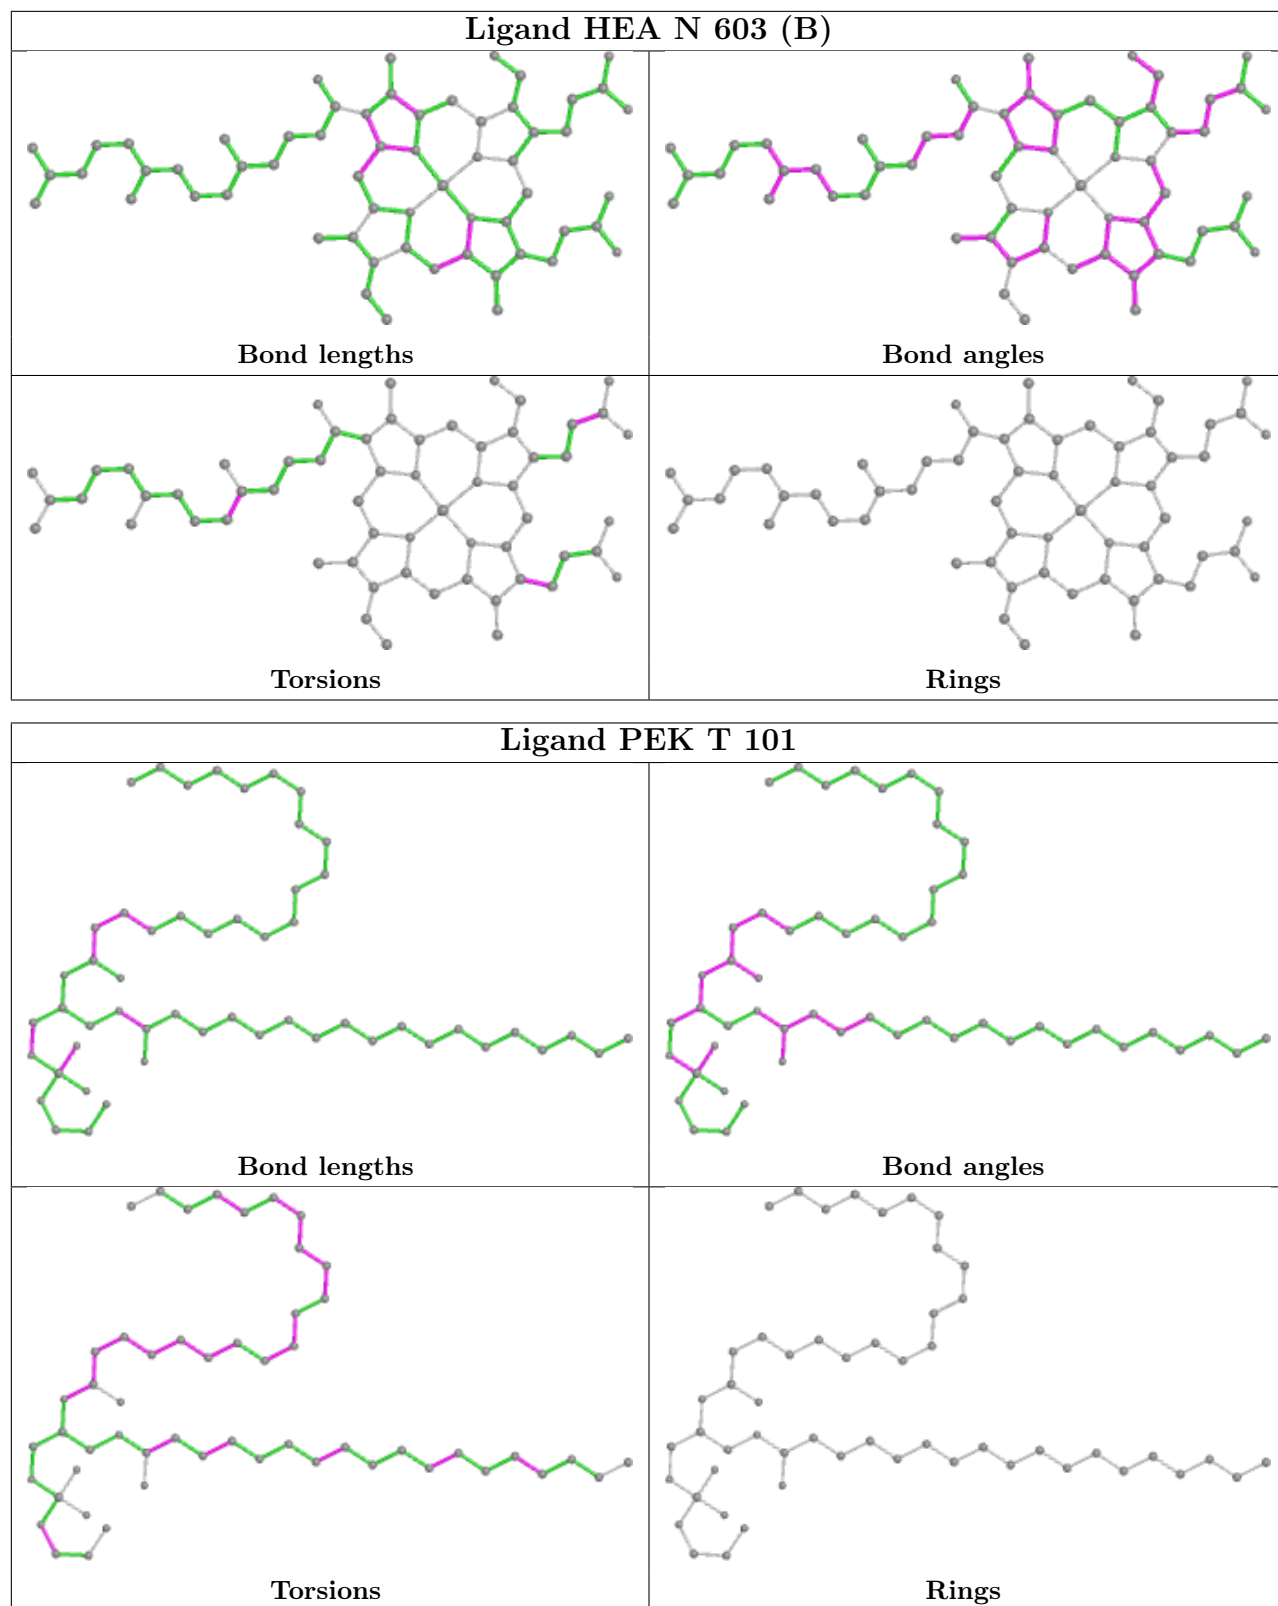 Ligand HEA N 603 (B)
Bond lengths
Bond angles
Torsions
Rings
Ligand PEK T 101
Bond lengths
Bond angles
Torsions
Rings